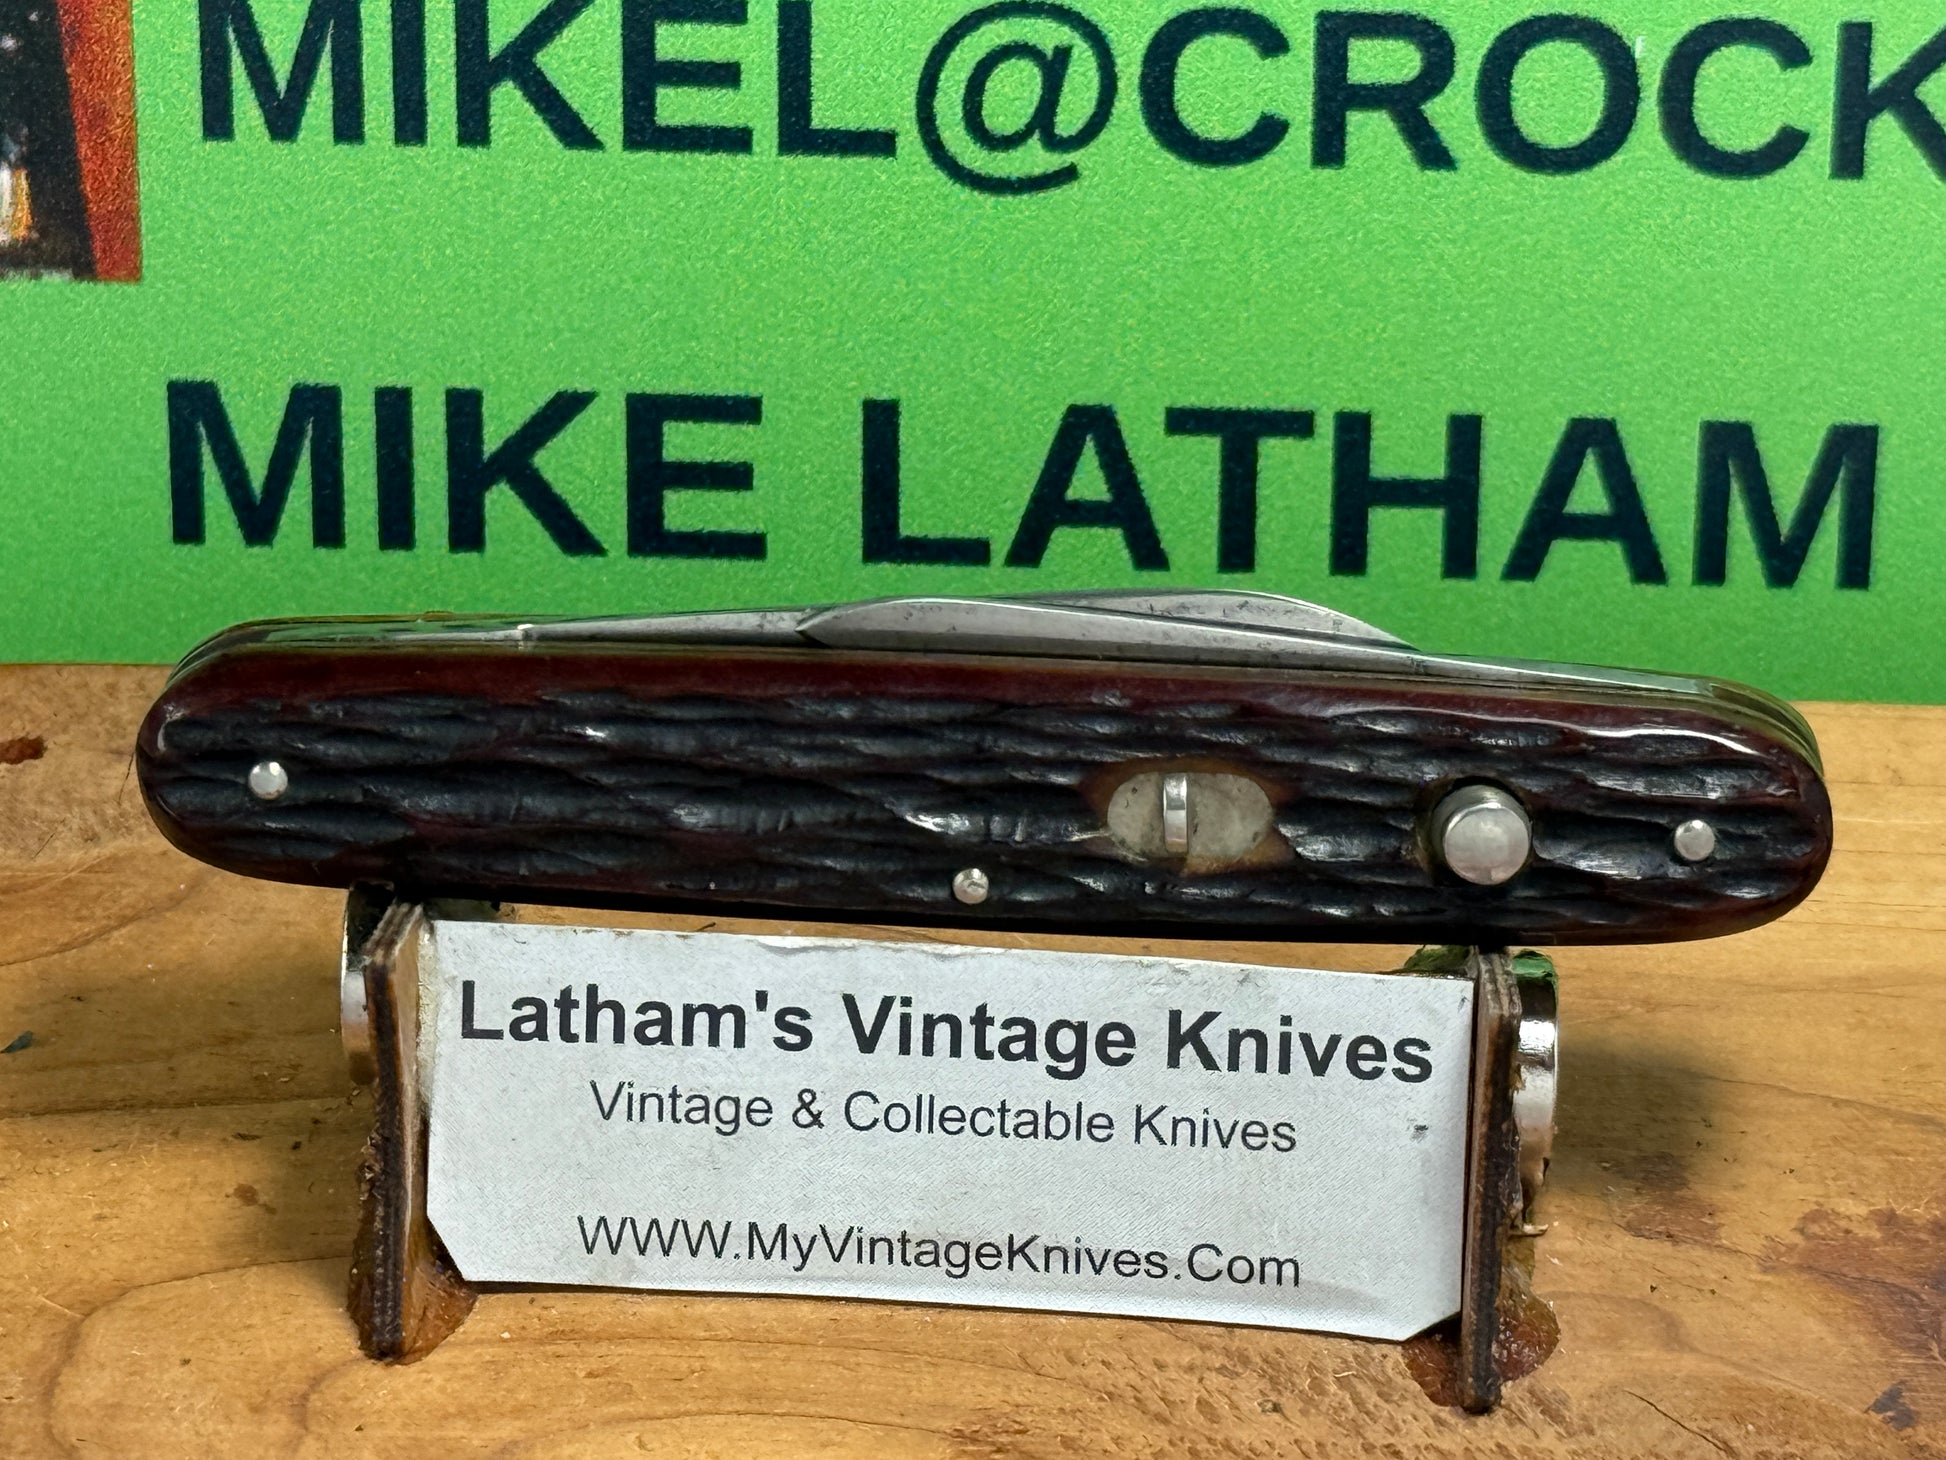 MIKEL@CROCK
MIKE LATHAM
Latham's Vintage Knives
Vintage & Collectable Knives
WWW.MyVintageKnives.Com